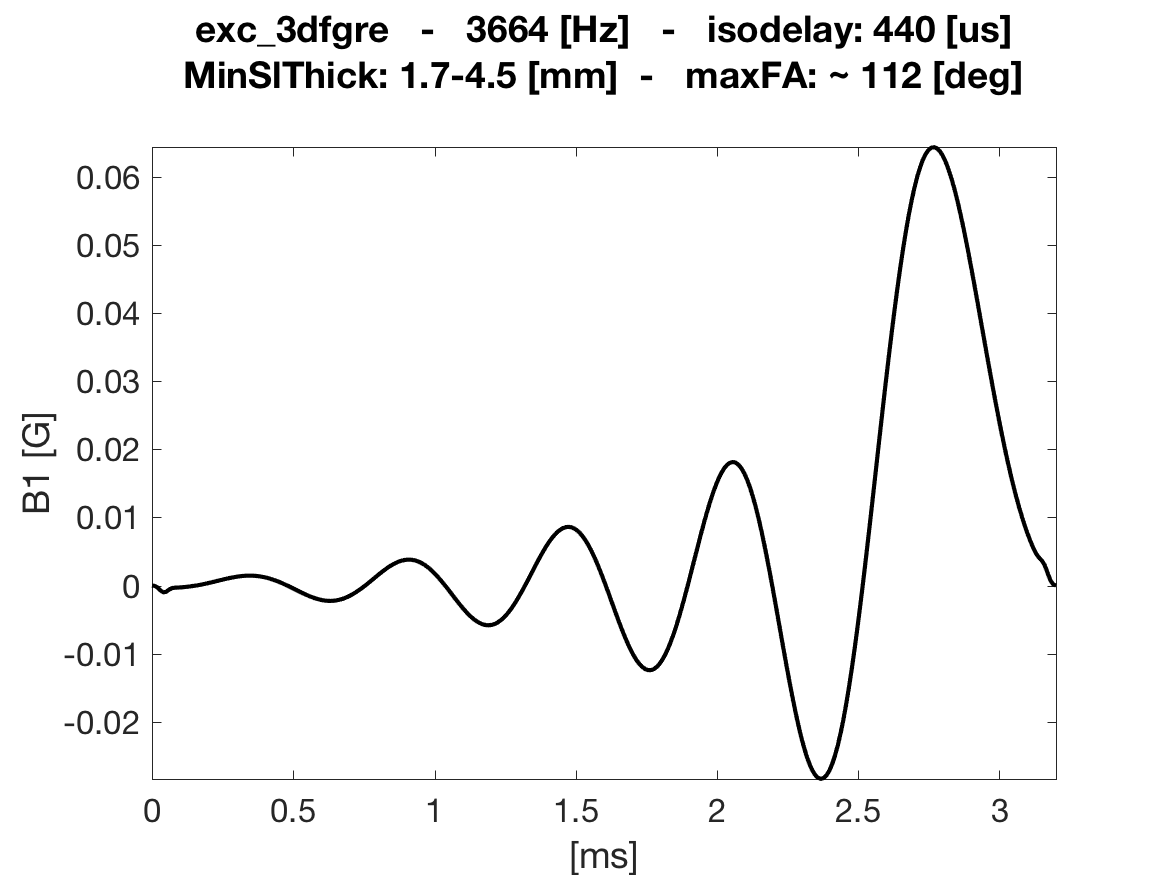 exc_3dfgre - 3664 [Hz] - isodelay: 440 [us]
MinSlThick: 1.7-4.5 [mm] - maxFA: ~ 112 [deg]
0.06
0.05
0.04
0.03
0.02
0.01
0
-0.01
-0.02
B1 [G]
0 0.5 1 1.5 2 2.5 3
[ms]